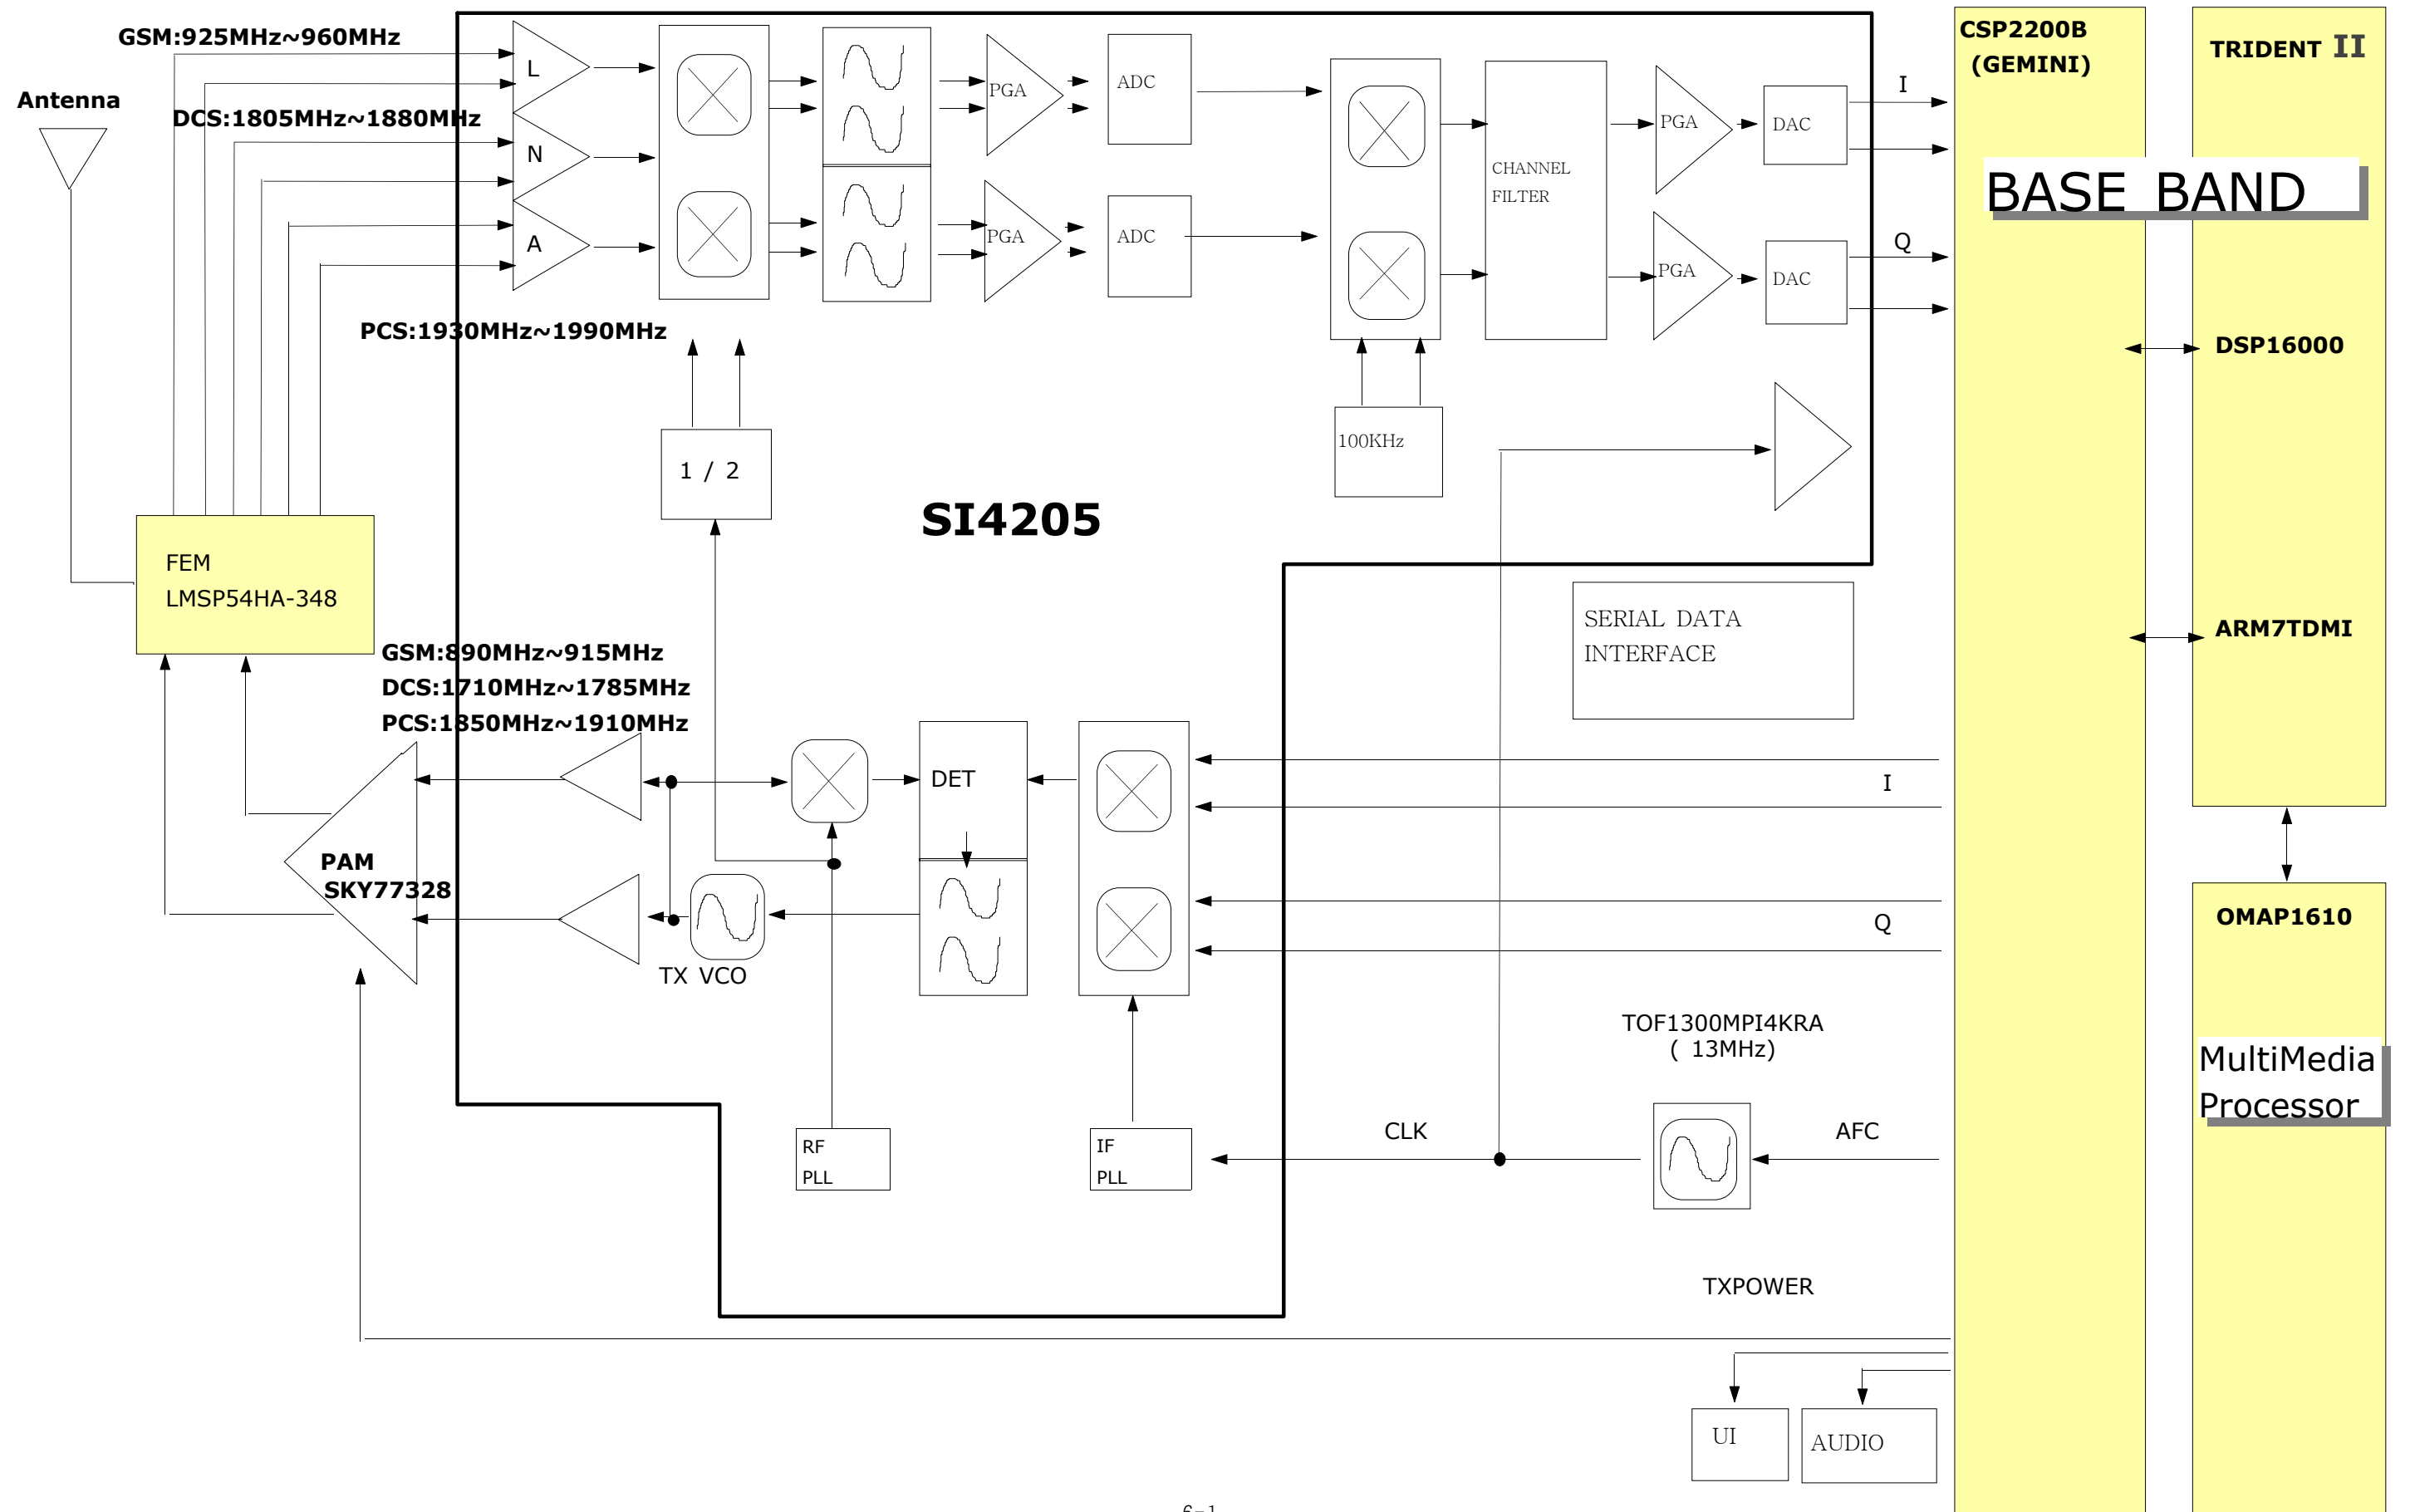 GSM:925MHz~960MHz
Antenna
DCS:1805MHz~1880MHz
L
N
A
PCS:1930MHz~1990MHz
PGA
ADC
PGA
ADC
CHANNEL
FILTER
PGA
DAC
PGA
DAC
I
Q
100KHz
1 / 2
SI4205
CSP2200B
(GEMINI)
TRIDENT II
BASE BAND
DSP16000
ARM7TDMI
FEM
LMSP54HA-348
SERIAL DATA
INTERFACE
GSM:890MHz~915MHz
DCS:1710MHz~1785MHz
PCS:1850MHz~1910MHz
DET
I
Q
PAM
SKY77328
TX VCO
OMAP1610
TOF1300MPI4KRA
( 13MHz)
MultiMedia
Processor
RF
PLL
IF
PLL
CLK
AFC
TXPOWER
UI
AUDIO
6-1